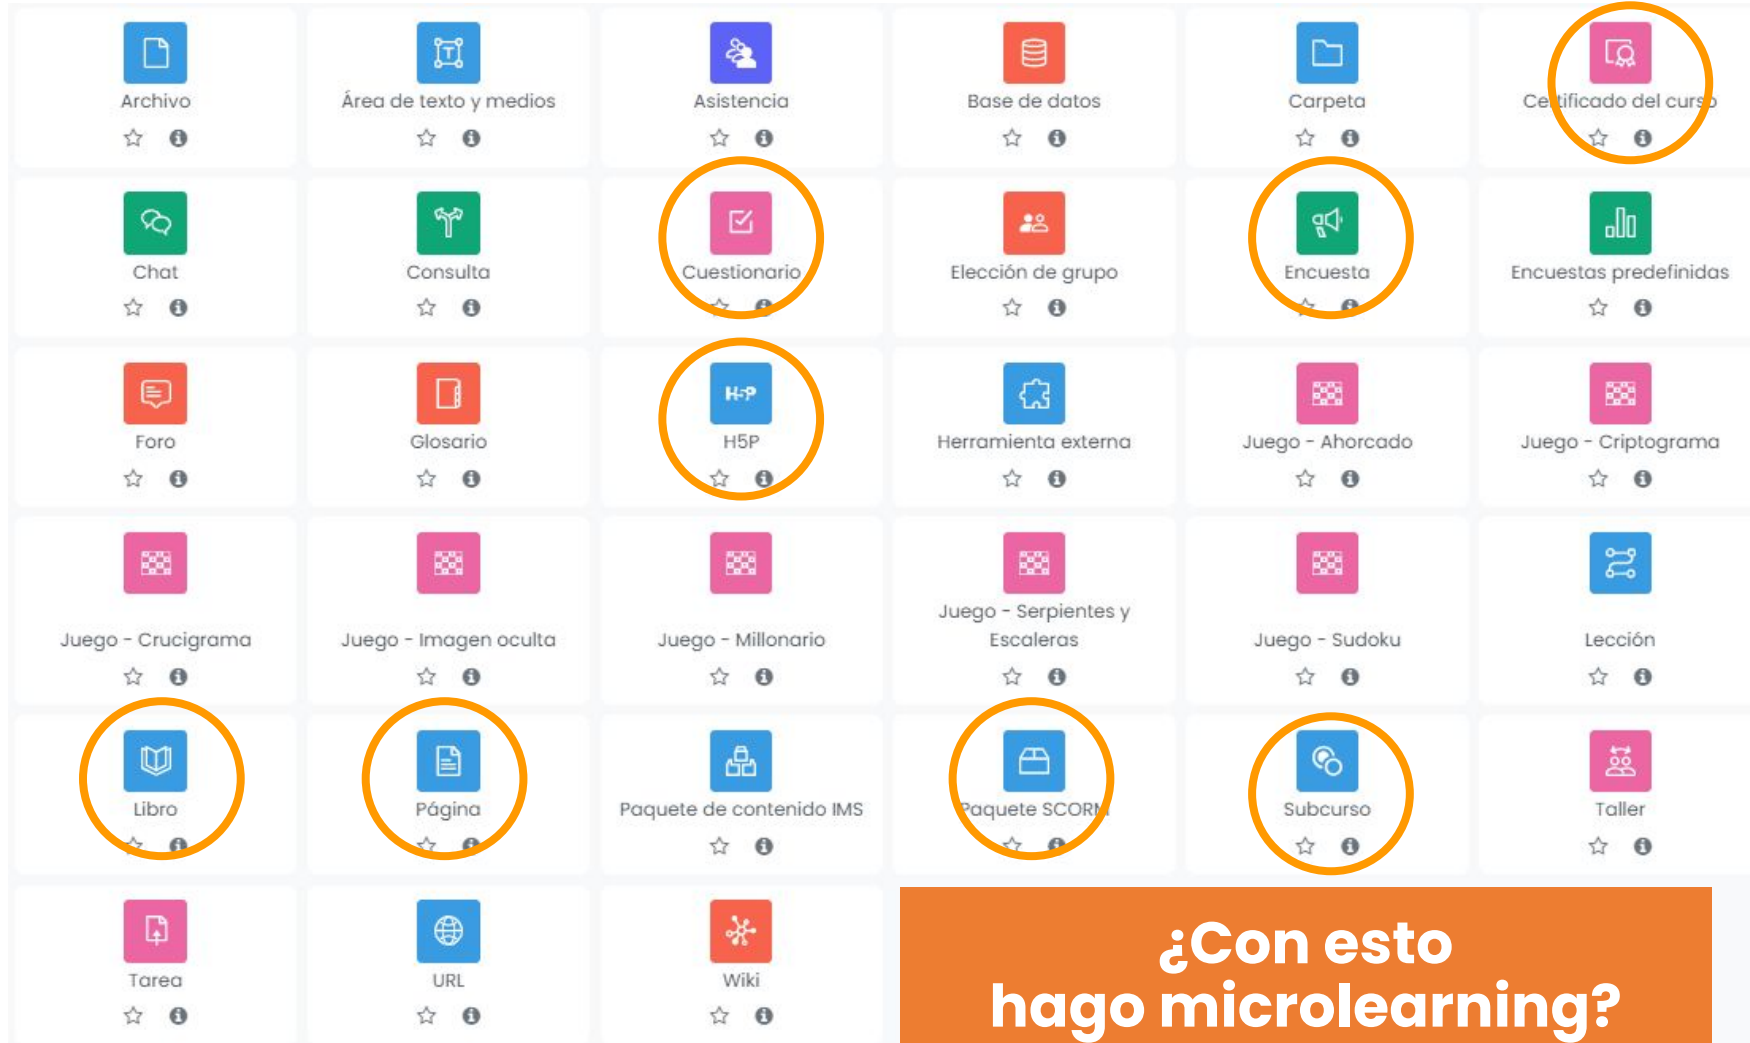 Archivo
Área de texto y medios
Asistencia
Base de datos
Carpeta
Certificado del curso
Chat
Consulta
Cuestionario
Elección de grupo
Encuesta
Encuestas predefinidas
Foro
Glosario
H-P
H5P
Herramienta externa
Juego - Ahorcado
Juego - Criptograma
Juego - Crucigrama
Juego - Imagen oculta
Juego - Millonario
Juego - Serpientes y
Escaleras
Juego - Sudoku
Lección
Libro
Página
Paquete de contenido IMS
Paquete SCORM
Subcurso
Taller
Tarea
URL
Wiki
¿Con esto
hago microlearning?